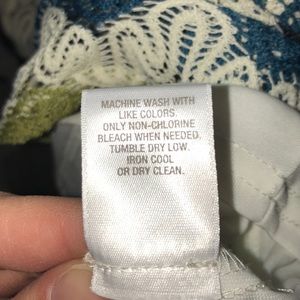 MACHINE WASH WITH
LIKE COLORS.
ONLY NON-CHLORINE
BLEACH WHEN NEEDED,
TUMBLE DRY LOW.
IRON COOL
OR DRY CLEAN.